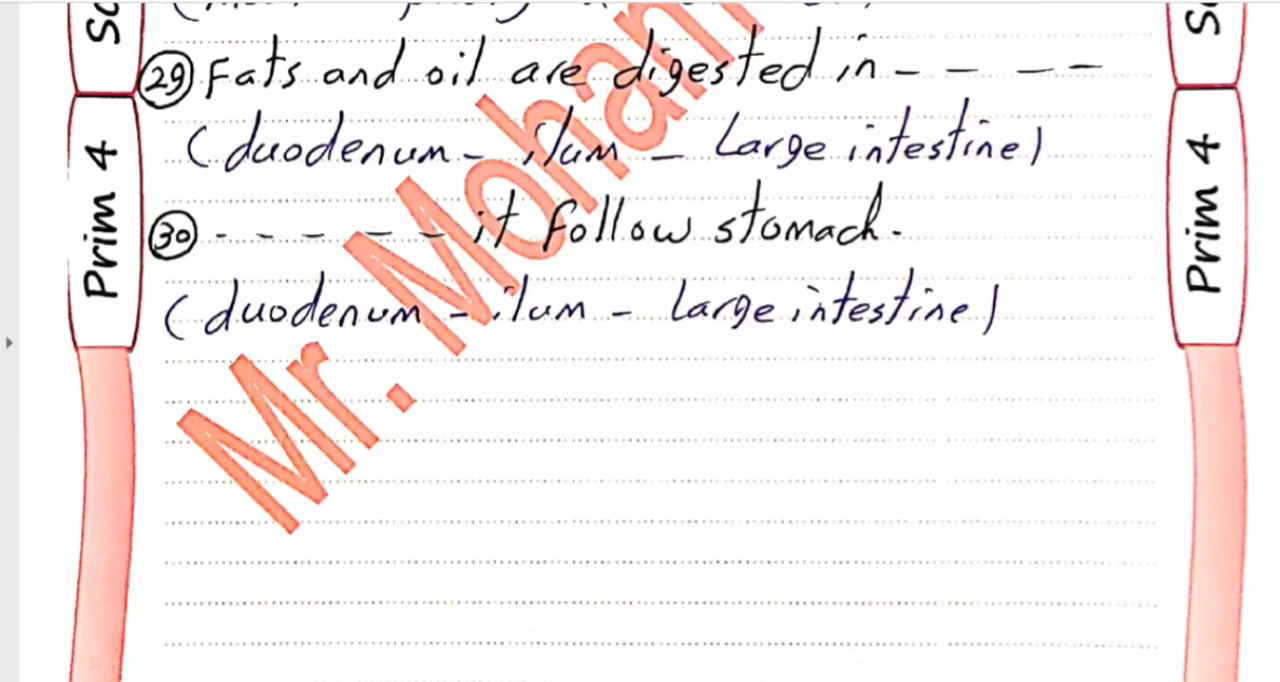 Sc
Sc
(29) Fats and oil are digested in - - - -
(duodenum - ilum - Large intestine)
(30) - - - - - it follow stomach.
(duodenum - ilum - large intestine)
Prim 4
Prim 4
Mr. Moham